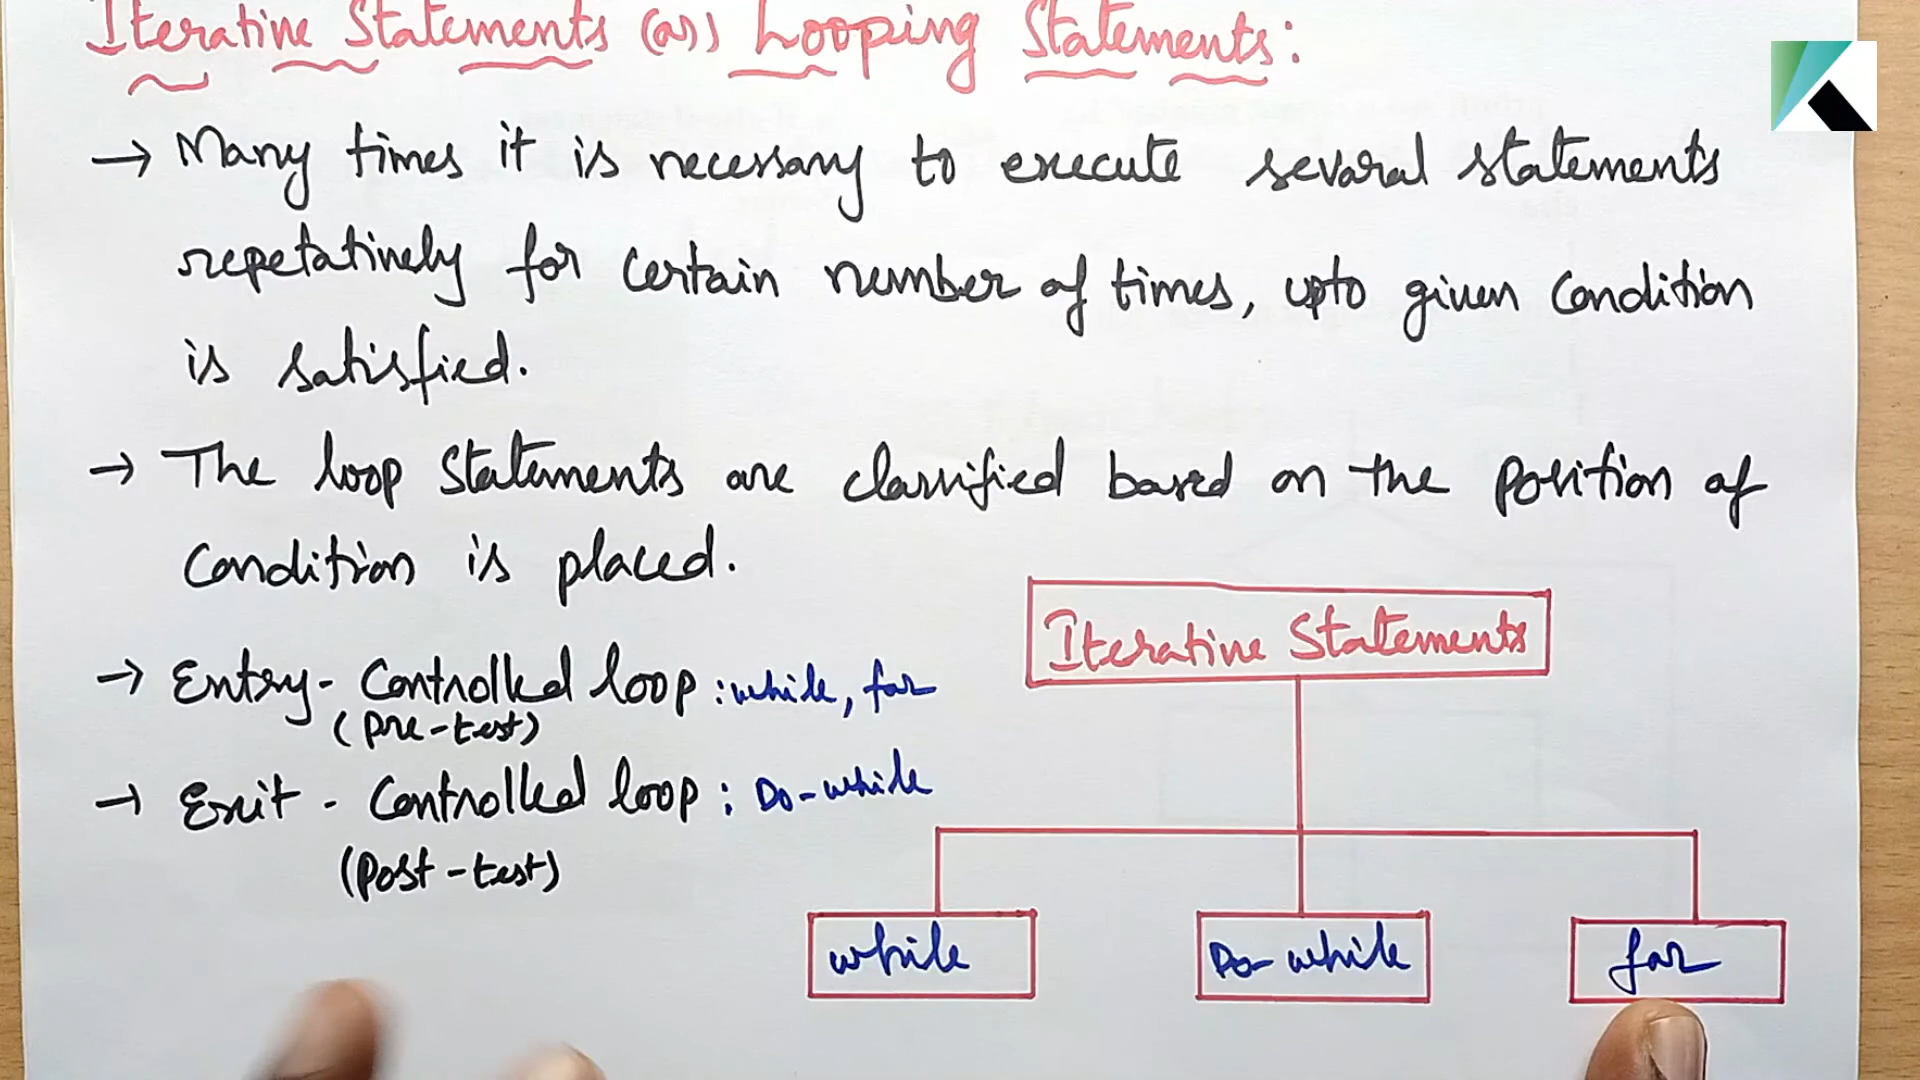 Iterative Statements (or) Looping Statements:
→ Many times it is necessary to execute several statements
repetatively for certain number of times, upto given condition
is satisfied.
→ The loop statements are classified based on the position of
condition is placed.
→ Entry-Controlled loop : while, for
(pre-test)
→ Exit - Controlled loop : Do-while
(post-test)
Iterative Statements
while Do-while for